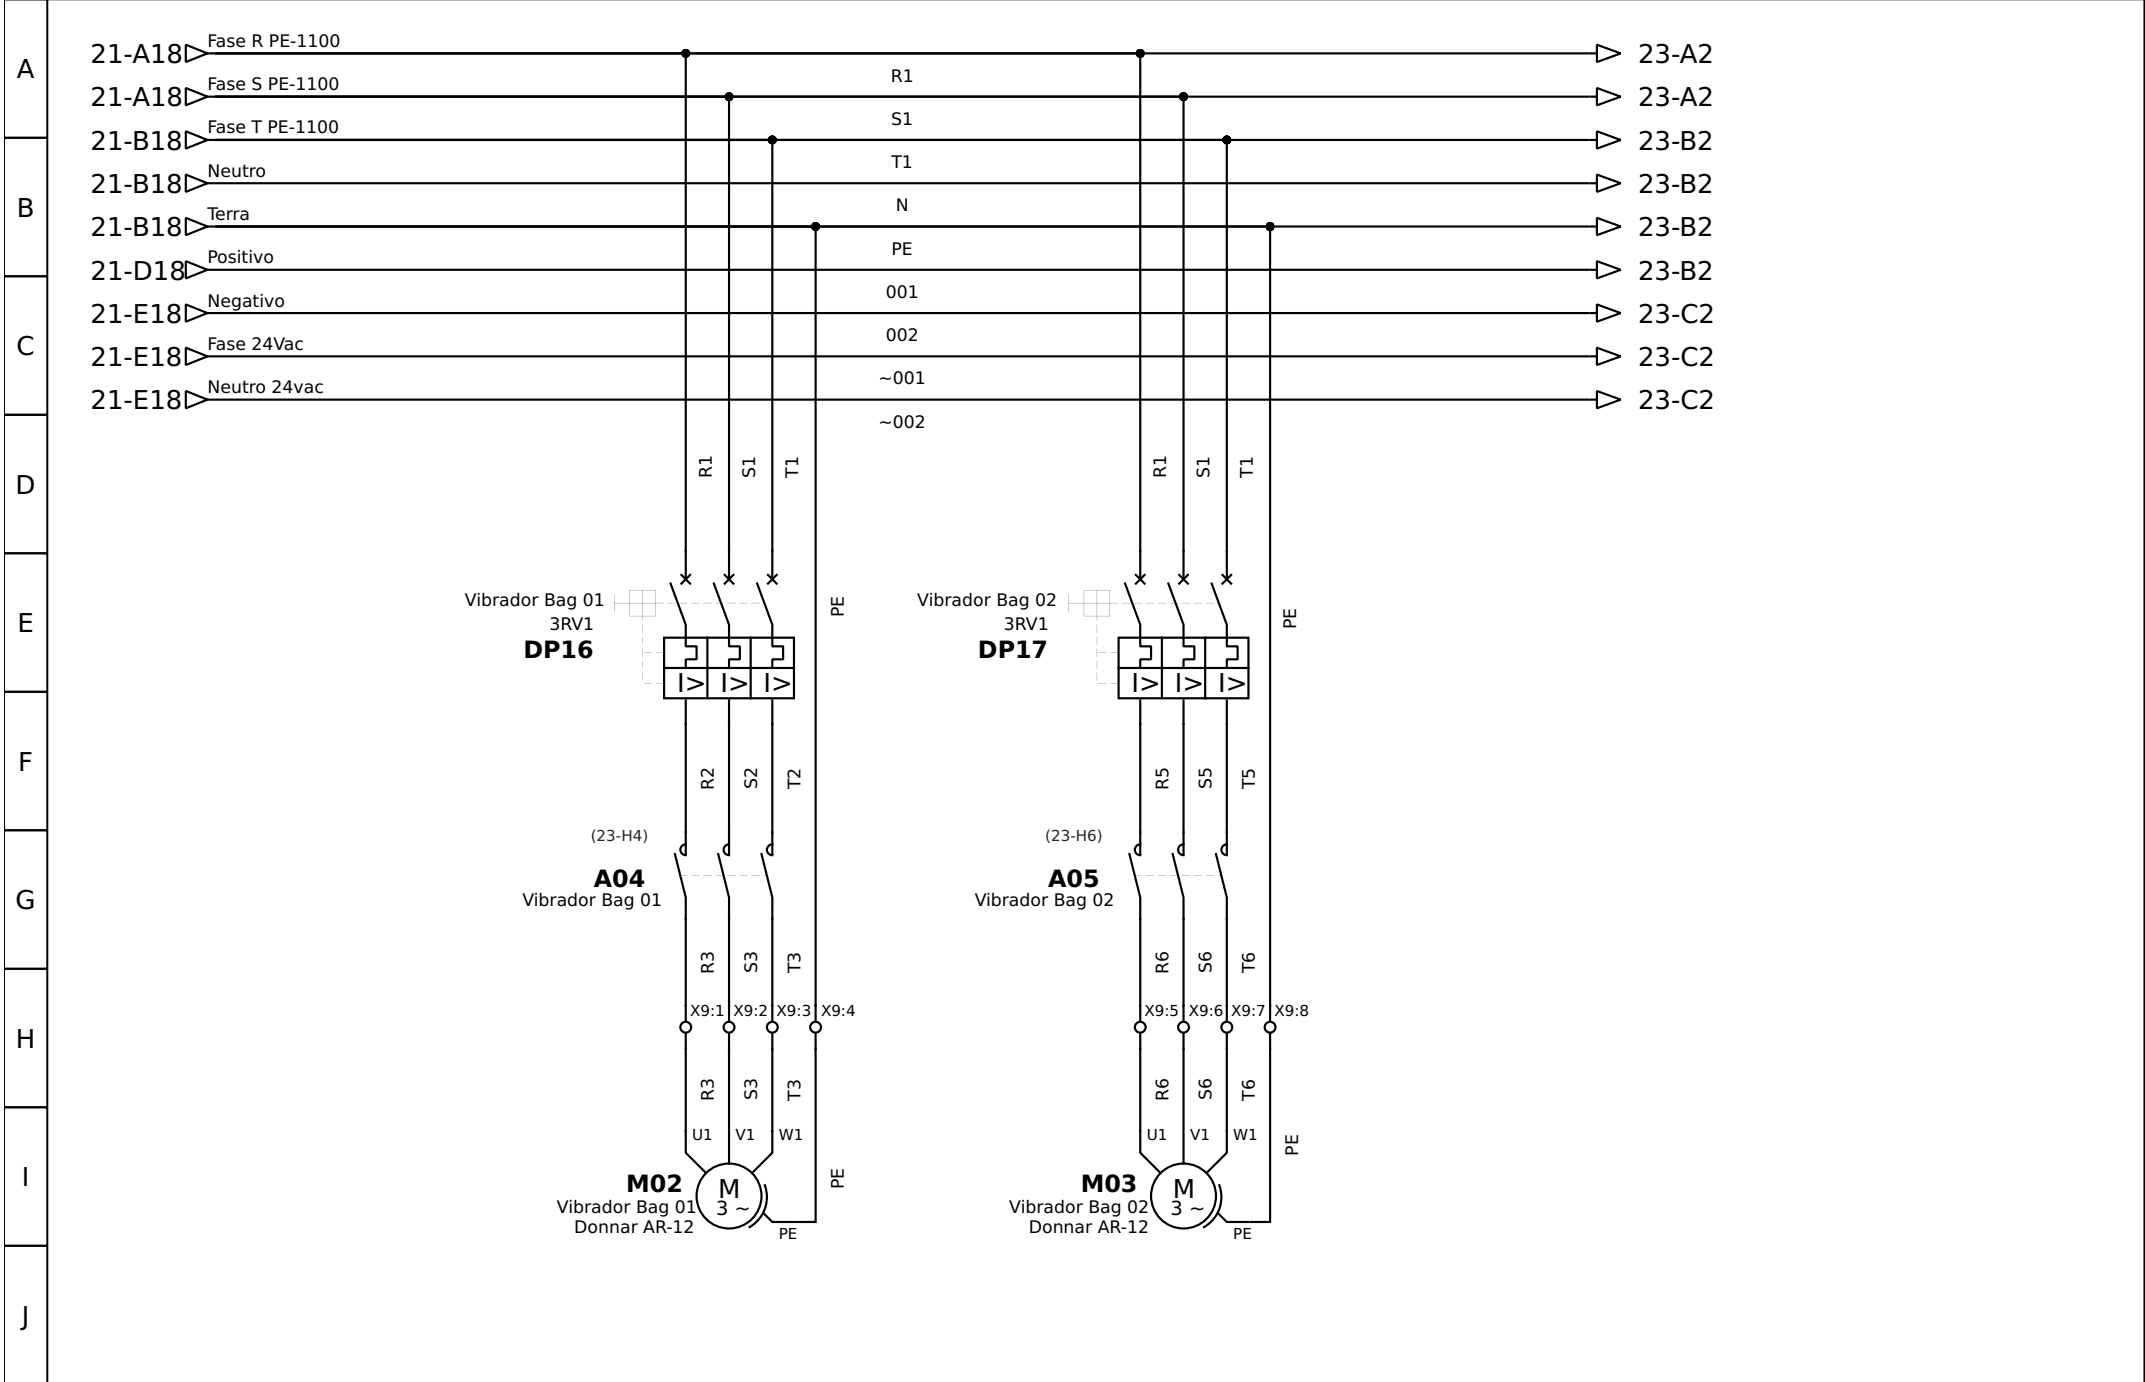 A
B
C
D
E
F
G
H
I
J
21-A18 Fase R PE-1100 R1 23-A2
21-A18 Fase S PE-1100 S1 23-A2
21-B18 Fase T PE-1100 T1 23-B2
21-B18 Neutro N 23-B2
21-B18 Terra PE 23-B2
21-D18 Positivo 001 23-B2
21-E18 Negativo 002 23-C2
21-E18 Fase 24Vac ~001 23-C2
21-E18 Neutro 24vac ~002 23-C2
R1 S1 T1
PE
Vibrador Bag 01
3RV1
DP16
I> I> I>
R2 S2 T2
(23-H4)
A04
Vibrador Bag 01
R3 S3 T3
X9:1 X9:2 X9:3 X9:4
R3 S3 T3
U1 V1 W1
PE
M02
Vibrador Bag 01
Donnar AR-12
M
3 ~
PE
R1 S1 T1
PE
Vibrador Bag 02
3RV1
DP17
I> I> I>
R5 S5 T5
(23-H6)
A05
Vibrador Bag 02
R6 S6 T6
X9:5 X9:6 X9:7 X9:8
R6 S6 T6
U1 V1 W1
PE
M03
Vibrador Bag 02
Donnar AR-12
M
3 ~
PE